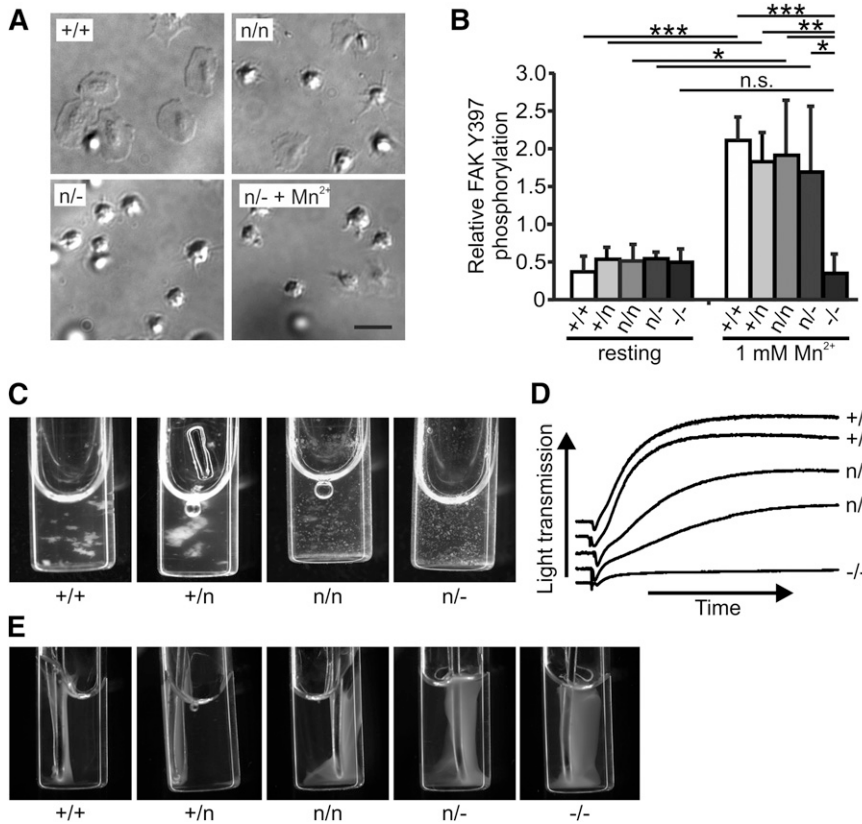 A
+/+
n/n
n/-
n/- + Mn²⁺
B
***
***
**
*
*
n.s.
Relative FAK Y397
phosphorylation
3.0
2.5
2.0
1.5
1.0
0.5
0
+/+
+/n
n/n
n/-
-/-
+/+
+/n
n/n
n/-
-/-
resting
1 mM Mn²⁺
C
+/+
+/n
n/n
n/-
D
Light transmission
Time
+/
+/
n/
n/
-/-
E
+/+
+/n
n/n
n/-
-/-